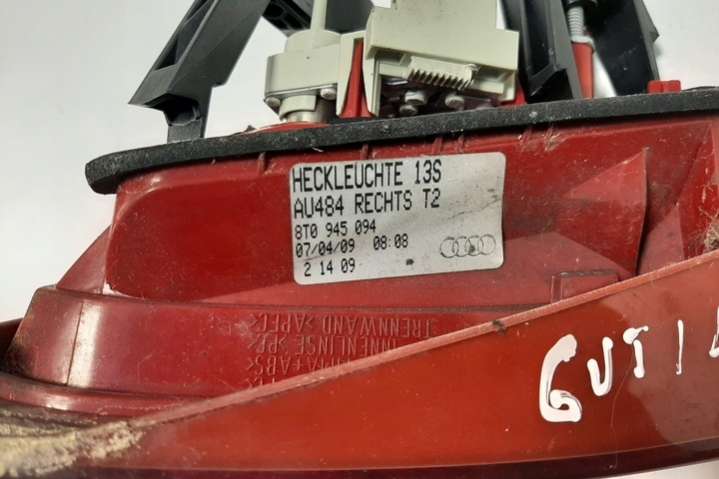 HECKLEUCHTE 13S
AU484 RECHTS T2
8T0 945 094
07/04/09 08:08
2 14 09
TRENNWAND >APEC<
INNENLINSE >PC<